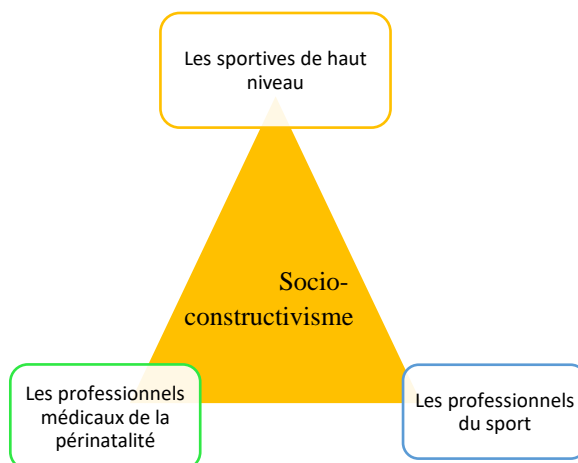 Les sportives de haut
niveau
Socio-
constructivisme
Les professionnels
médicaux de la
périnatalité
Les professionnels
du sport